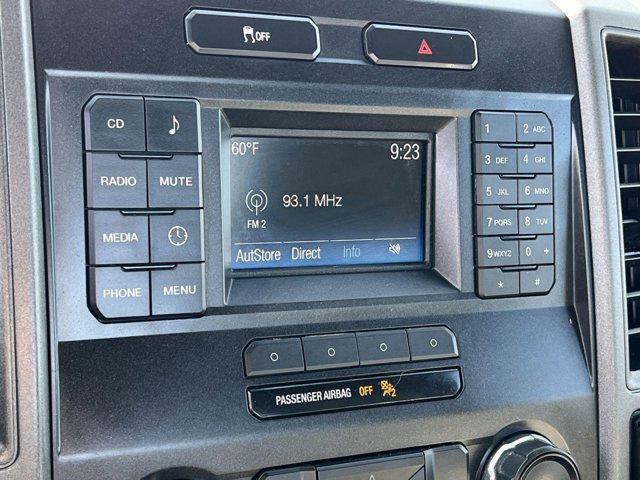 OFF
CD
RADIO MUTE
MEDIA
PHONE MENU
60°F 9:23
93.1 MHz
FM 2
AutStore Direct Info
1 2 ABC
3 DEF 4 GHI
5 JKL 6 MNO
7 PQRS 8 TUV
9 WXYZ 0 +
* #
PASSENGER AIRBAG OFF 2